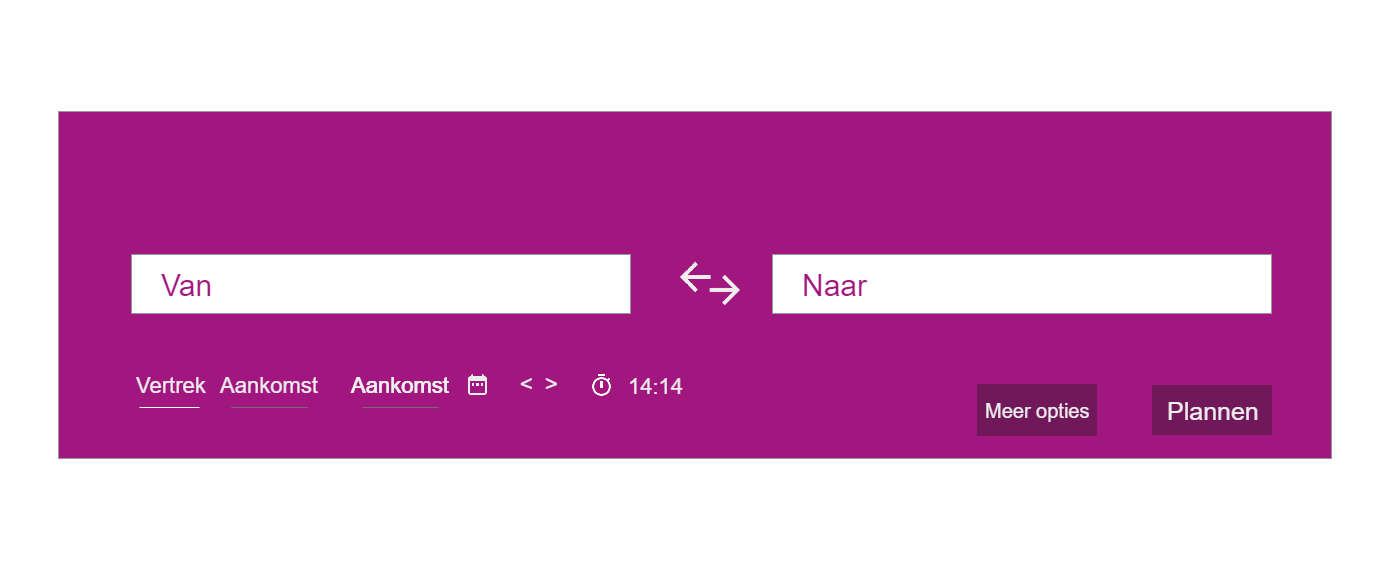 Van
Naar
Vertrek Aankomst Aankomst < > 14:14
Meer opties
Plannen